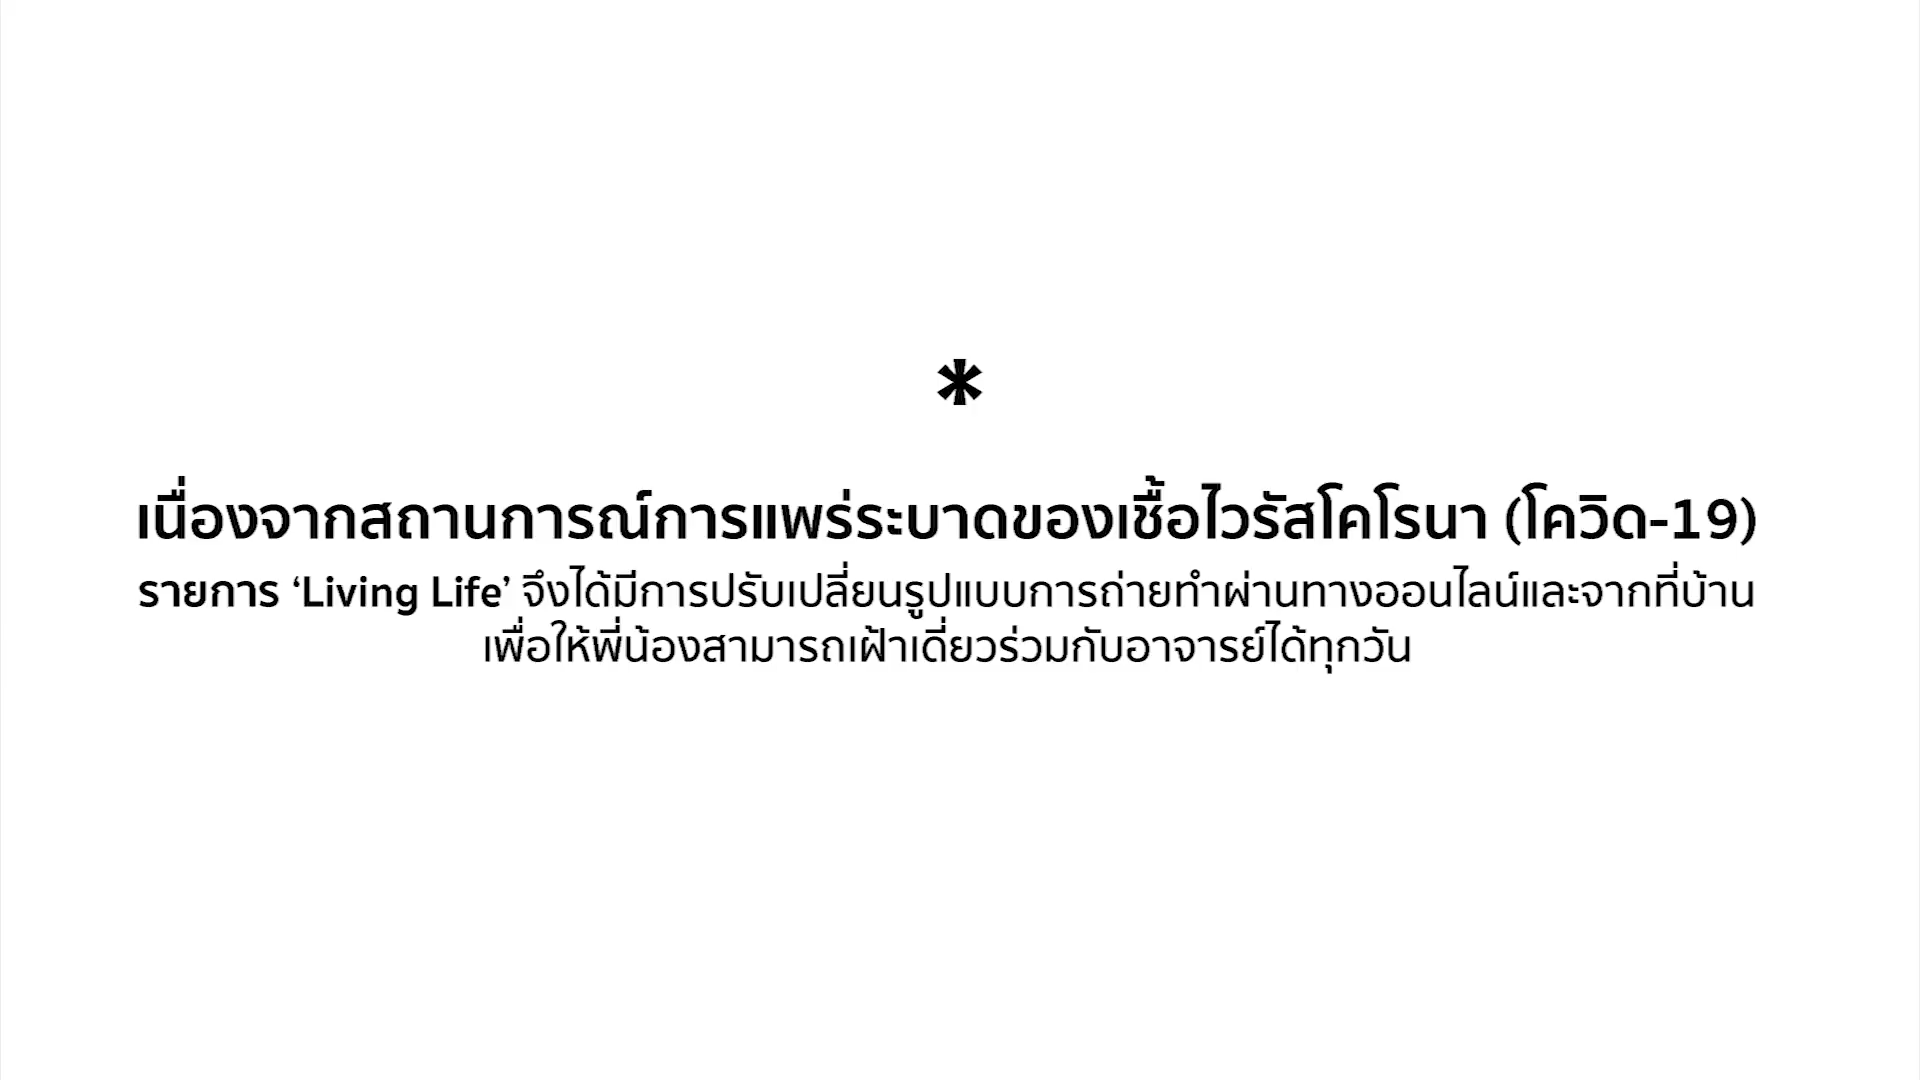 *
เนื่องจากสถานการณ์การแพร่ระบาดของเชื้อไวรัสโคโรนา (โควิด-19)
รายการ ‘Living Life’ จึงได้มีการปรับเปลี่ยนรูปแบบการถ่ายทำผ่านทางออนไลน์และจากที่บ้าน
เพื่อให้พี่น้องสามารถเฝ้าเดี่ยวร่วมกับอาจารย์ได้ทุกวัน